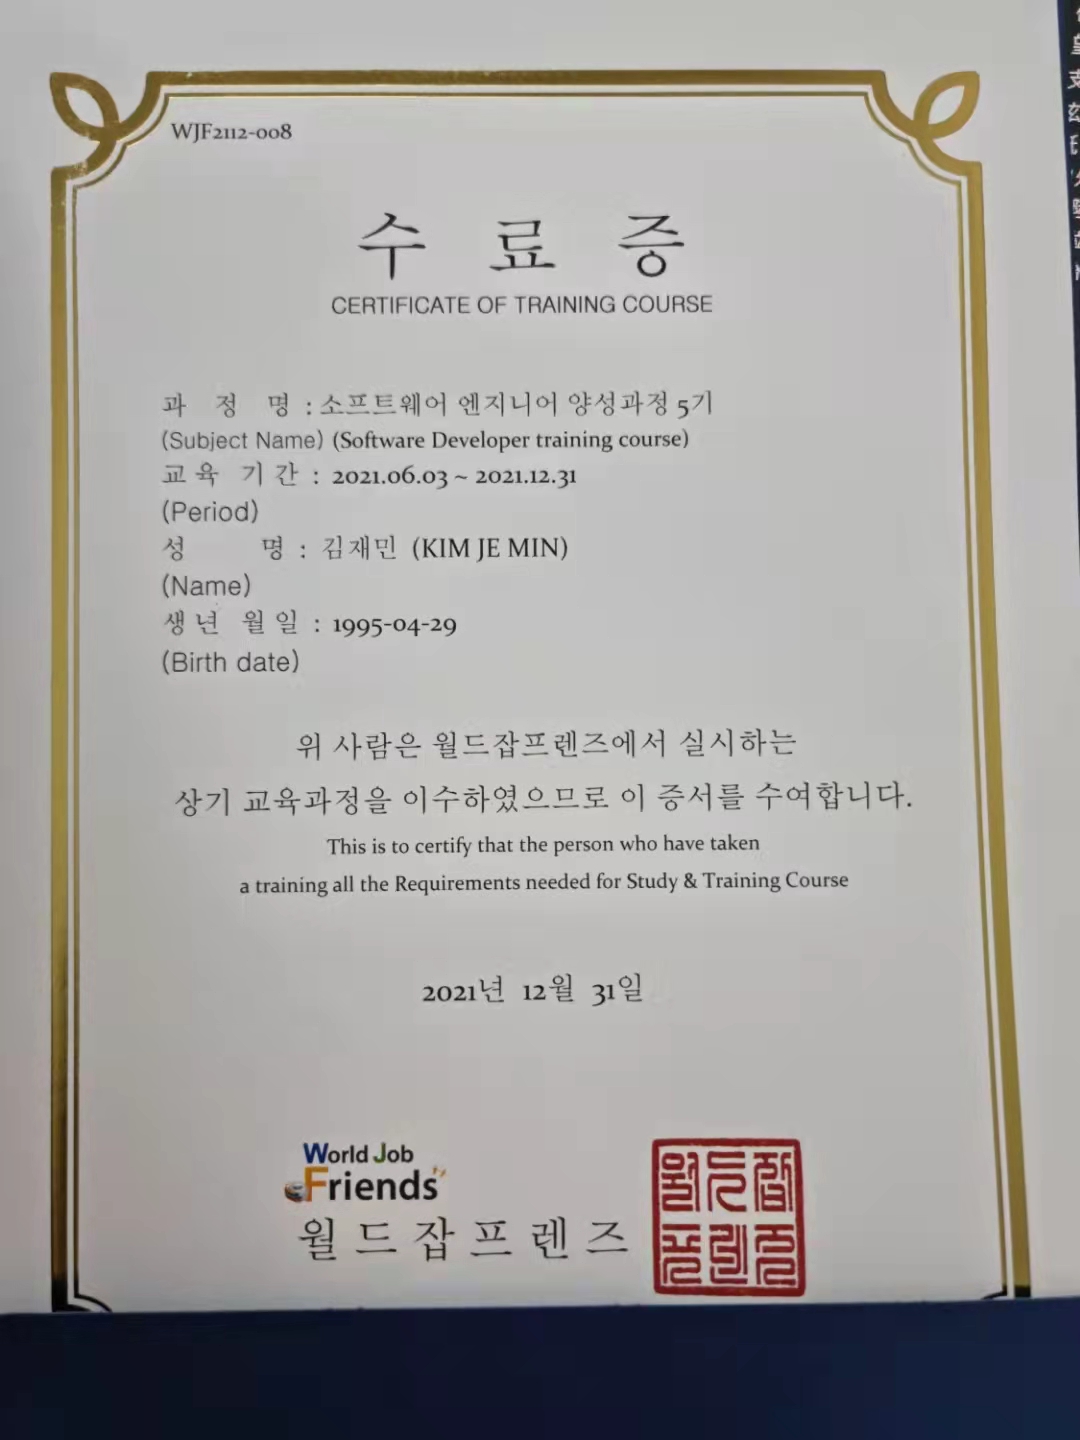 WJF2112-008
수 료 증
CERTIFICATE OF TRAINING COURSE
과 정 명 : 소프트웨어 엔지니어 양성과정 5기
(Subject Name) (Software Developer training course)
교 육 기 간 : 2021.06.03 ~ 2021.12.31
(Period)
성 명 : 김재민 (KIM JE MIN)
(Name)
생 년 월 일 : 1995-04-29
(Birth date)
위 사람은 월드잡프렌즈에서 실시하는
상기 교육과정을 이수하였으므로 이 증서를 수여합니다.
This is to certify that the person who have taken
a training all the Requirements needed for Study & Training Course
2021년 12월 31일
World Job
Friends
월 드 잡 프 렌 즈
월드잡
프렌즈